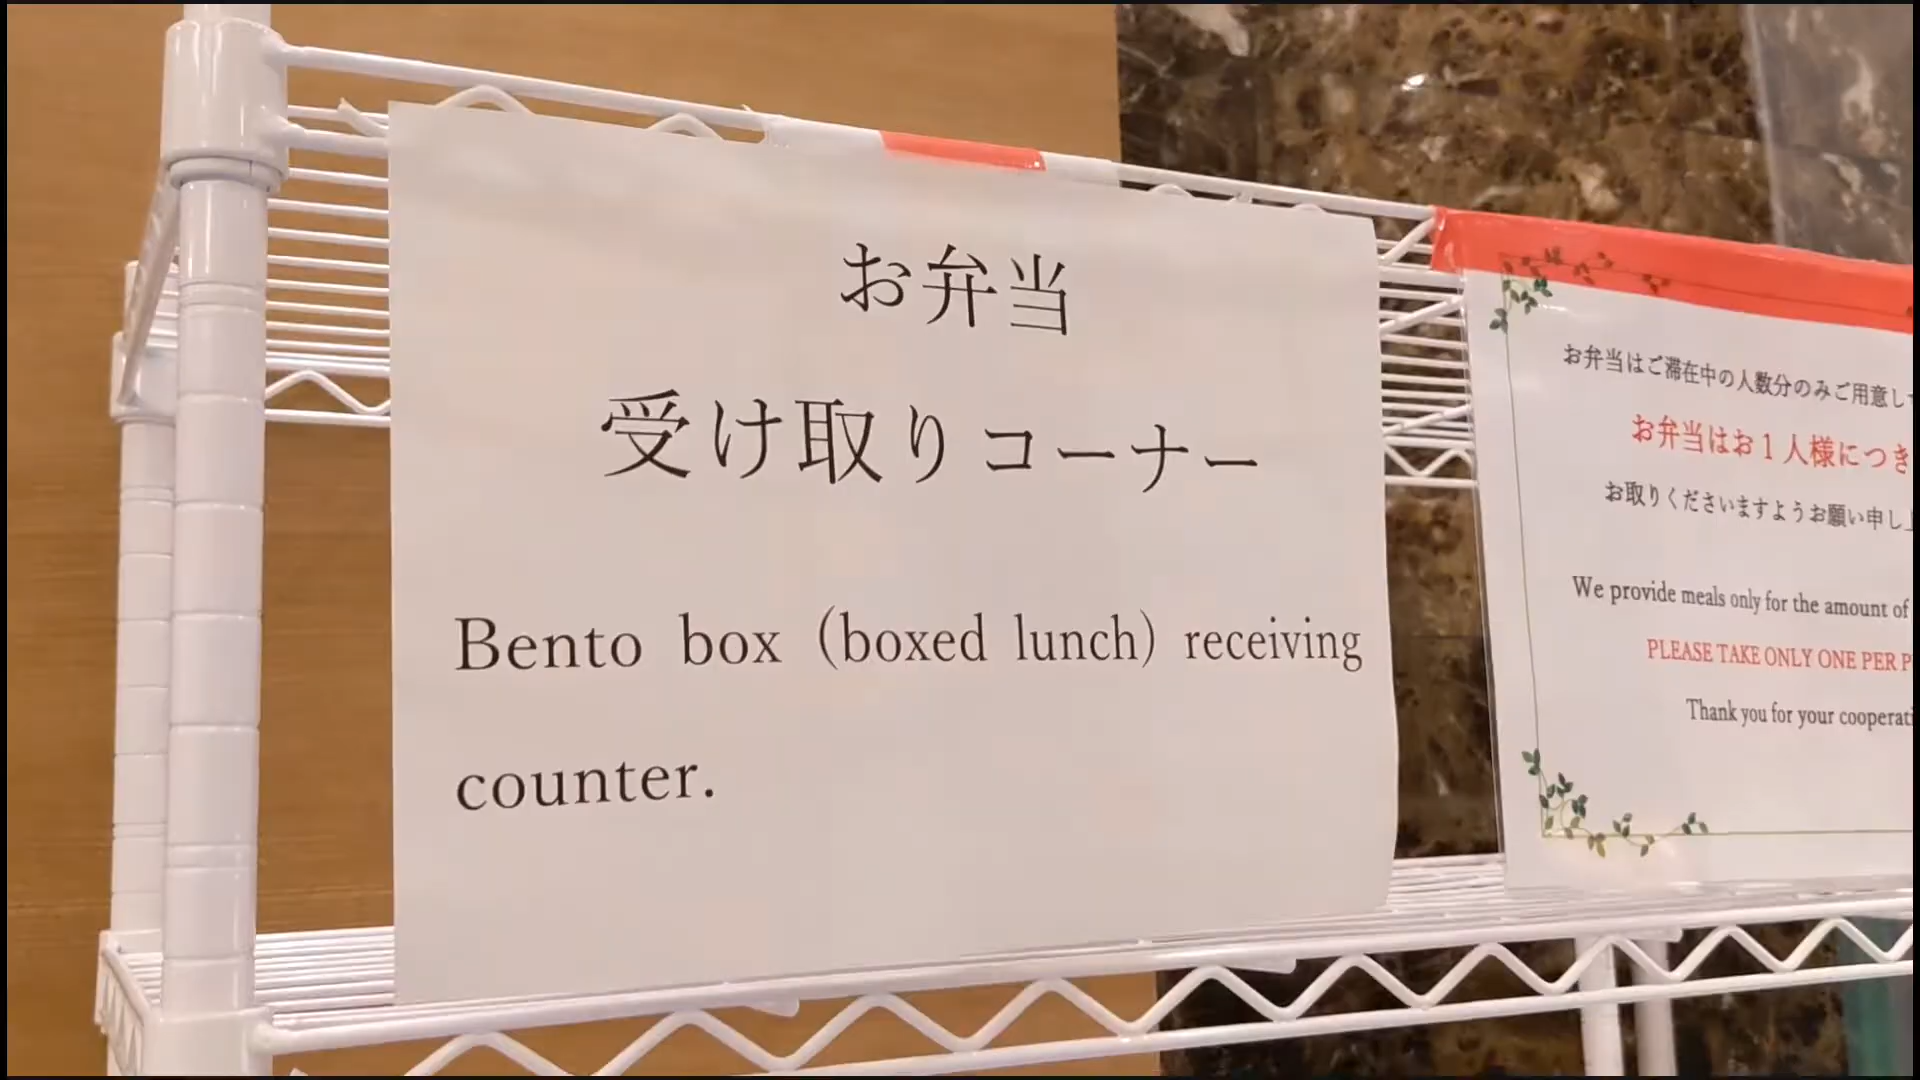 お弁当
受け取りコーナー
Bento box (boxed lunch) receiving
counter.
お弁当はご滞在中の人数分のみご用意し
お弁当はお1人様につき
お取りくださいますようお願い申し
We provide meals only for the amount of
PLEASE TAKE ONLY ONE PER
Thank you for your